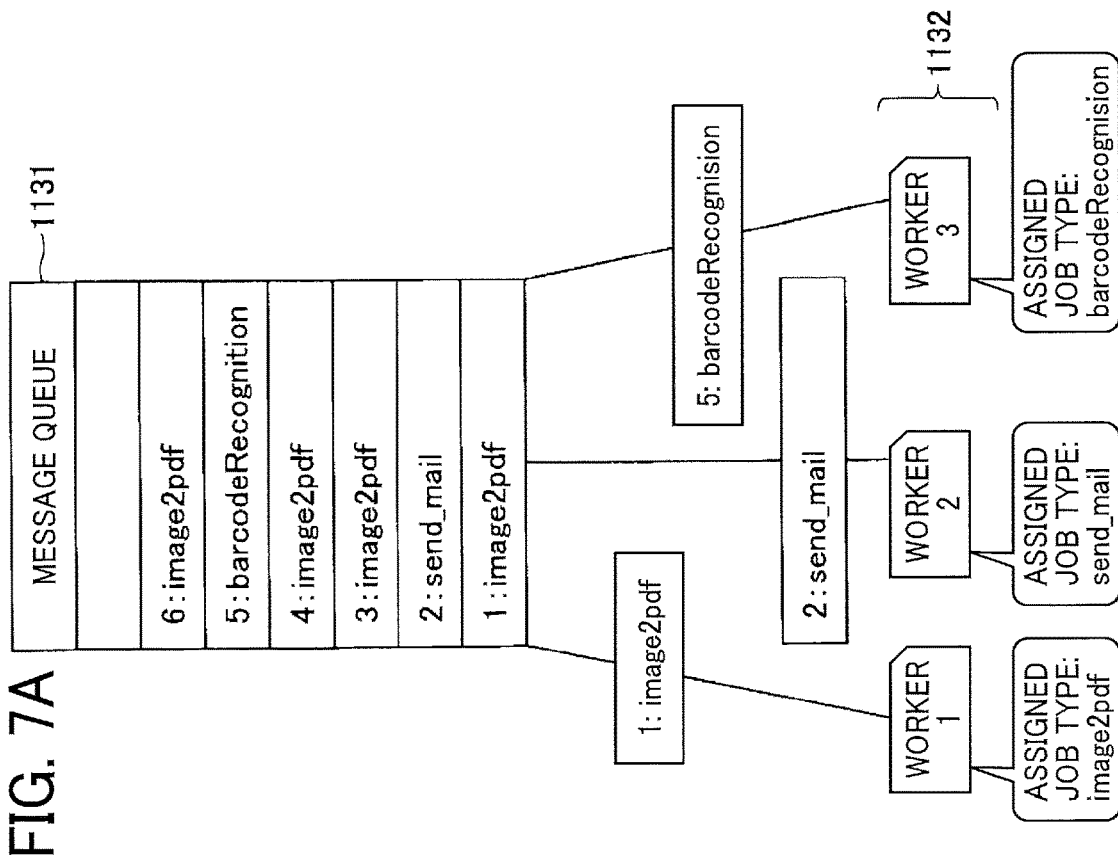 FIG. 7A
MESSAGE QUEUE
1131
6:image2pdf
5:barcodeRecognition
4:image2pdf
3:image2pdf
2:send_mail
1:image2pdf
1: image2pdf
2:send_mail
5: barcodeRecognision
1132
WORKER
1
WORKER
2
WORKER
3
ASSIGNED
JOB TYPE:
image2pdf
ASSIGNED
JOB TYPE:
send_mail
ASSIGNED
JOB TYPE:
barcodeRecognision